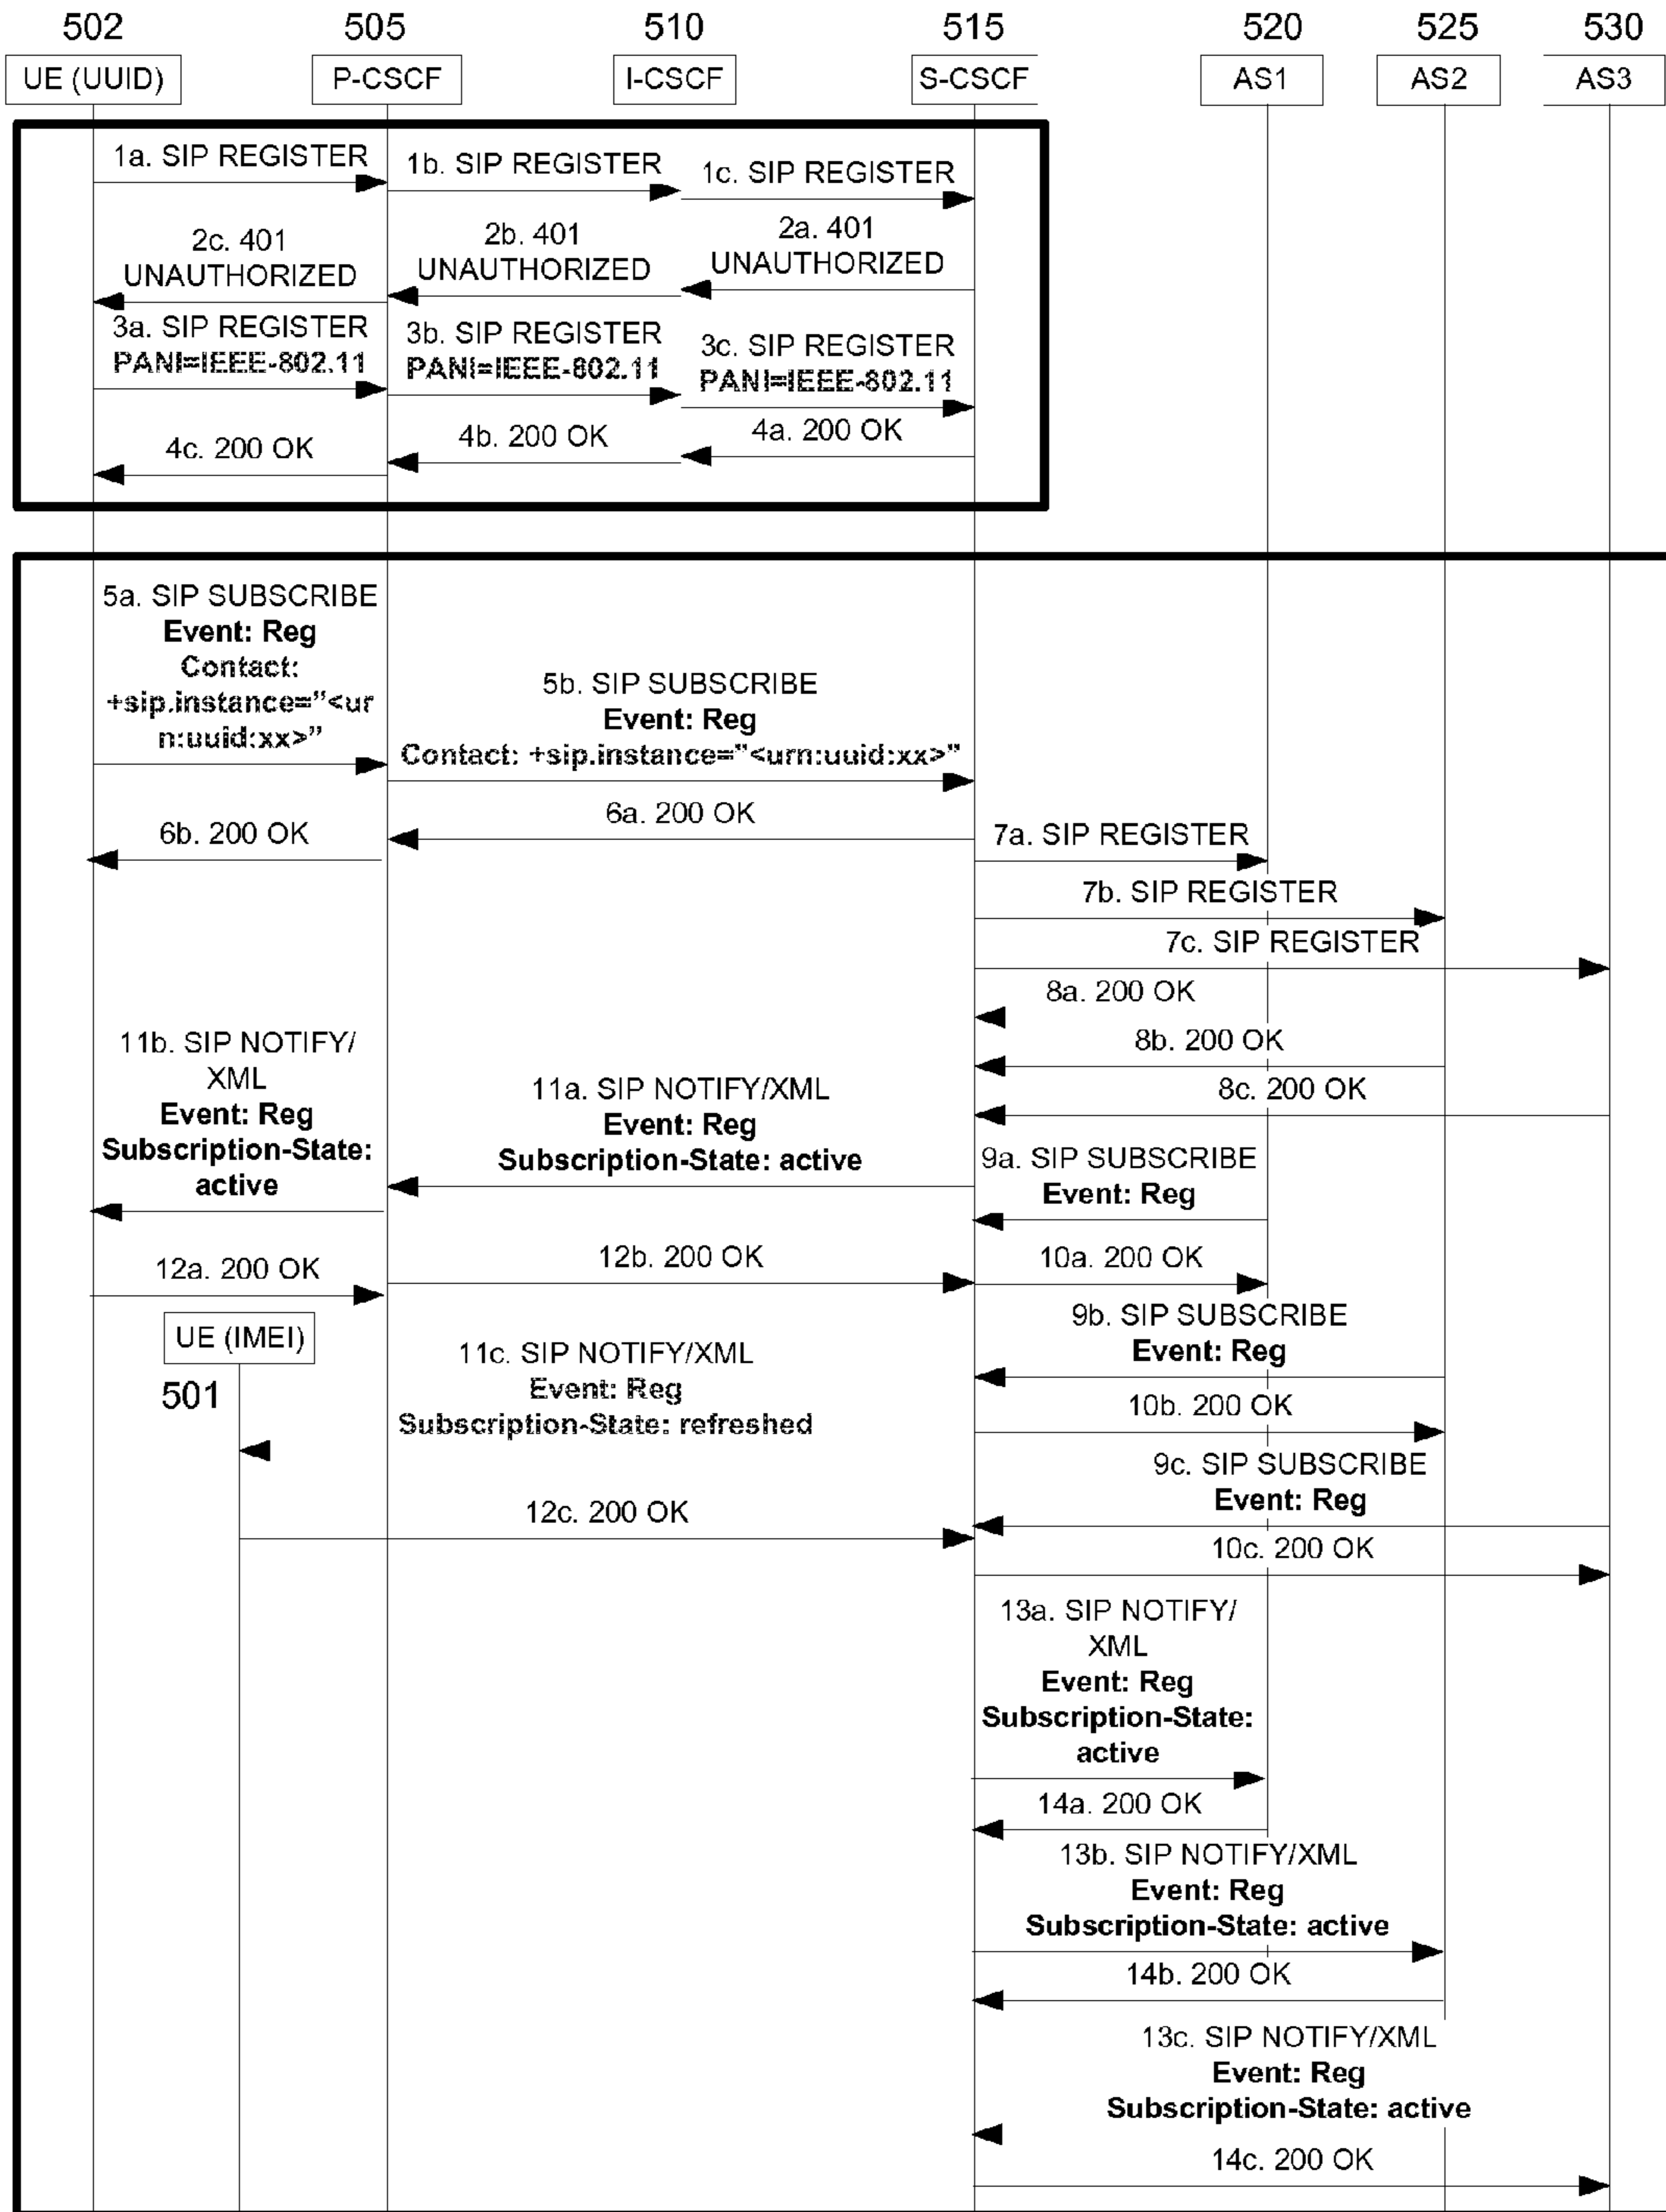 502 505 510 515 520 525 530
UE (UUID) P-CSCF I-CSCF S-CSCF AS1 AS2 AS3
1a. SIP REGISTER
1b. SIP REGISTER
1c. SIP REGISTER
2c. 401
UNAUTHORIZED
2b. 401
UNAUTHORIZED
2a. 401
UNAUTHORIZED
3a. SIP REGISTER
PANI=IEEE-802.11
3b. SIP REGISTER
PANI=IEEE-802.11
3c. SIP REGISTER
PANI=IEEE-802.11
4c. 200 OK
4b. 200 OK
4a. 200 OK
5a. SIP SUBSCRIBE
Event: Reg
Contact:
+sip.instance="<ur
n:uuid:xx>"
5b. SIP SUBSCRIBE
Event: Reg
Contact: +sip.instance="<urn:uuid:xx>"
6a. 200 OK
6b. 200 OK
7a. SIP REGISTER
7b. SIP REGISTER
7c. SIP REGISTER
8a. 200 OK
8b. 200 OK
8c. 200 OK
11b. SIP NOTIFY/
XML
Event: Reg
Subscription-State:
active
11a. SIP NOTIFY/XML
Event: Reg
Subscription-State: active
9a. SIP SUBSCRIBE
Event: Reg
12a. 200 OK
12b. 200 OK
10a. 200 OK
UE (IMEI)
501
11c. SIP NOTIFY/XML
Event: Reg
Subscription-State: refreshed
9b. SIP SUBSCRIBE
Event: Reg
10b. 200 OK
9c. SIP SUBSCRIBE
Event: Reg
12c. 200 OK
10c. 200 OK
13a. SIP NOTIFY/
XML
Event: Reg
Subscription-State:
active
14a. 200 OK
13b. SIP NOTIFY/XML
Event: Reg
Subscription-State: active
14b. 200 OK
13c. SIP NOTIFY/XML
Event: Reg
Subscription-State: active
14c. 200 OK